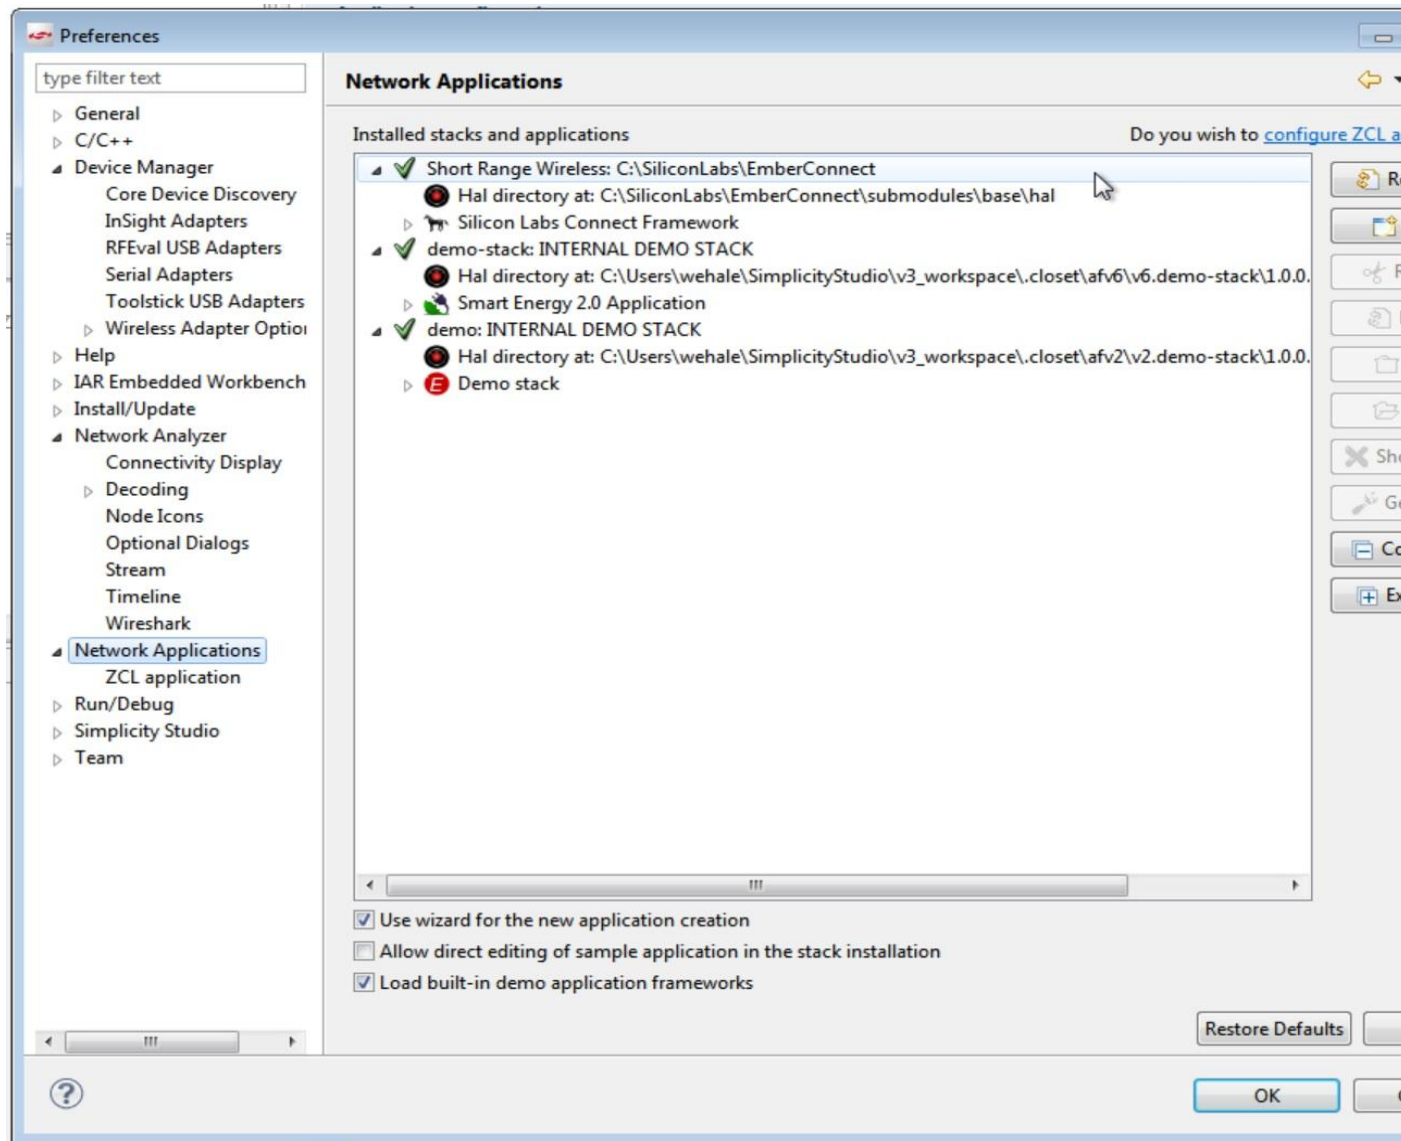 Preferences
type filter text
General
C/C++
Device Manager
Core Device Discovery
InSight Adapters
RFEval USB Adapters
Serial Adapters
Toolstick USB Adapters
Wireless Adapter
Help
IAR Embedded Workbench
Install/Update
Network Analyzer
Connectivity Display
Decoding
Node Icons
Optional Dialogs
Stream
Timeline
Wireshark
Network Applications
ZCL application
Run/Debug
Simplicity Studio
Team
Network Applications
Installed stacks and applications
Do you wish to configure ZCL
Short Range Wireless: C:\SiliconLabs\EmberConnect
Hal directory at: C:\SiliconLabs\EmberConnect\submodules\base\hal
Silicon Labs Connect Framework
demo-stack: INTERNAL DEMO STACK
Hal directory at: C:\Users\wehale\SimplicityStudio\v3_workspace\.closet\afv6\v6.demo-stack\1.0.0.
Smart Energy 2.0 Application
demo: INTERNAL DEMO STACK
Hal directory at: C:\Users\wehale\SimplicityStudio\v3_workspace\.closet\afv2\v2.demo-stack\1.0.0.
E Demo stack
Use wizard for the new application creation
Allow direct editing of sample application in the stack installation
Load built-in demo application frameworks
Restore Defaults
? OK